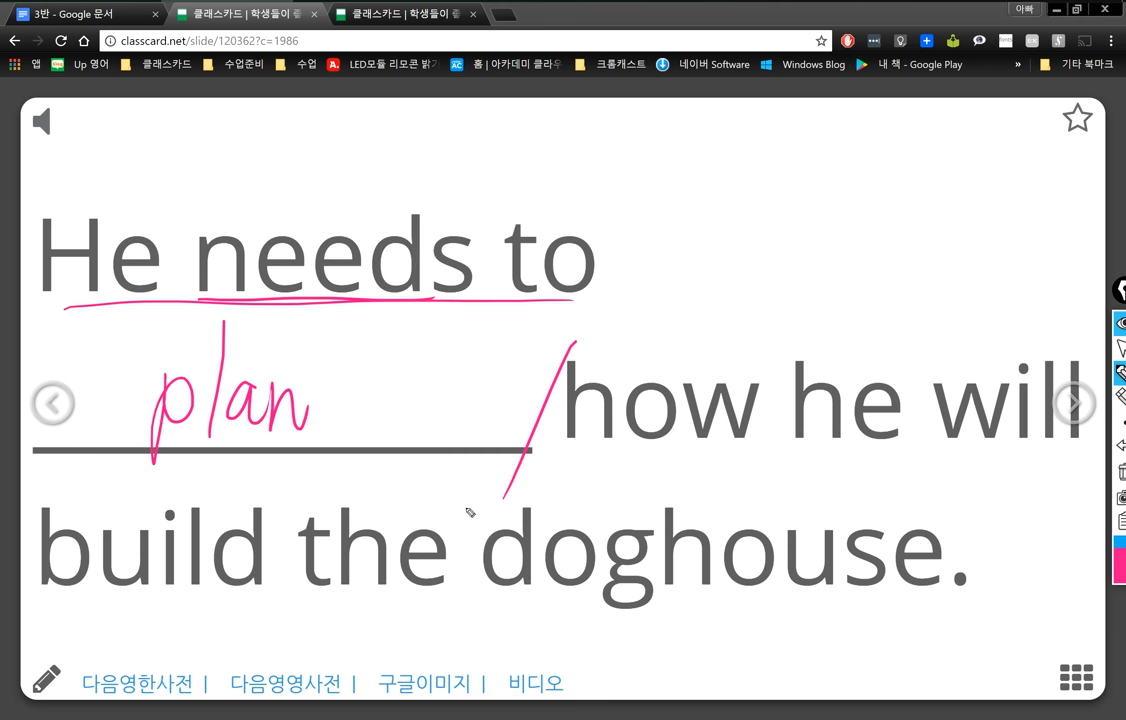 3반 - Google 문서
클래스카드 | 학생들이 좋
클래스카드 | 학생들이 좋
아빠
classcard.net/slide/120362?c=1986
앱
Up 영어
클래스카드
수업준비
수업
LED모듈 리모콘 밝기
홈 | 아카데미 클라우
크롬캐스트
네이버 Software
Windows Blog
내 책 - Google Play
»
기타 북마크
He needs to
plan
how he will
build the doghouse.
다음영한사전 | 다음영영사전 | 구글이미지 | 비디오